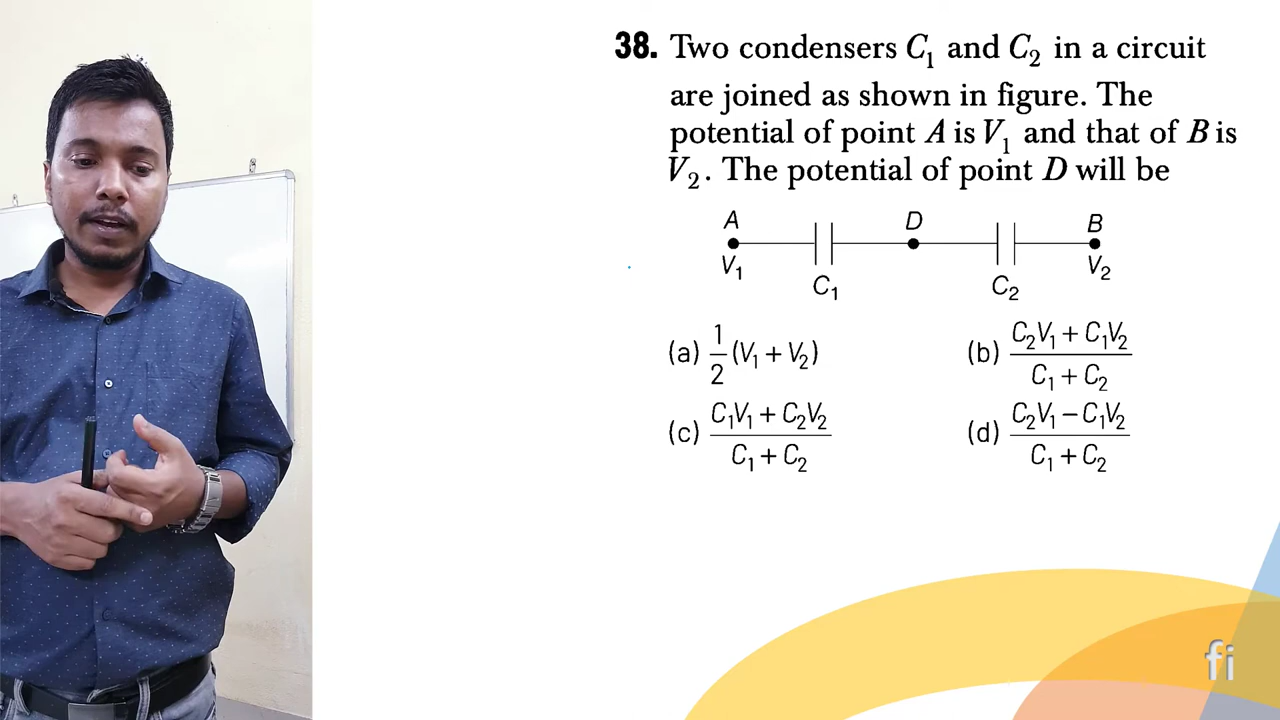 38. Two condensers C₁ and C₂ in a circuit
are joined as shown in figure. The
potential of point A is V₁ and that of B is
V₂. The potential of point D will be
A D B
V₁ C₁ C₂ V₂
(a) 1/2 (V₁ + V₂) (b) (C₂V₁ + C₁V₂)/(C₁ + C₂)
(c) (C₁V₁ + C₂V₂)/(C₁ + C₂) (d) (C₂V₁ − C₁V₂)/(C₁ + C₂)
fi